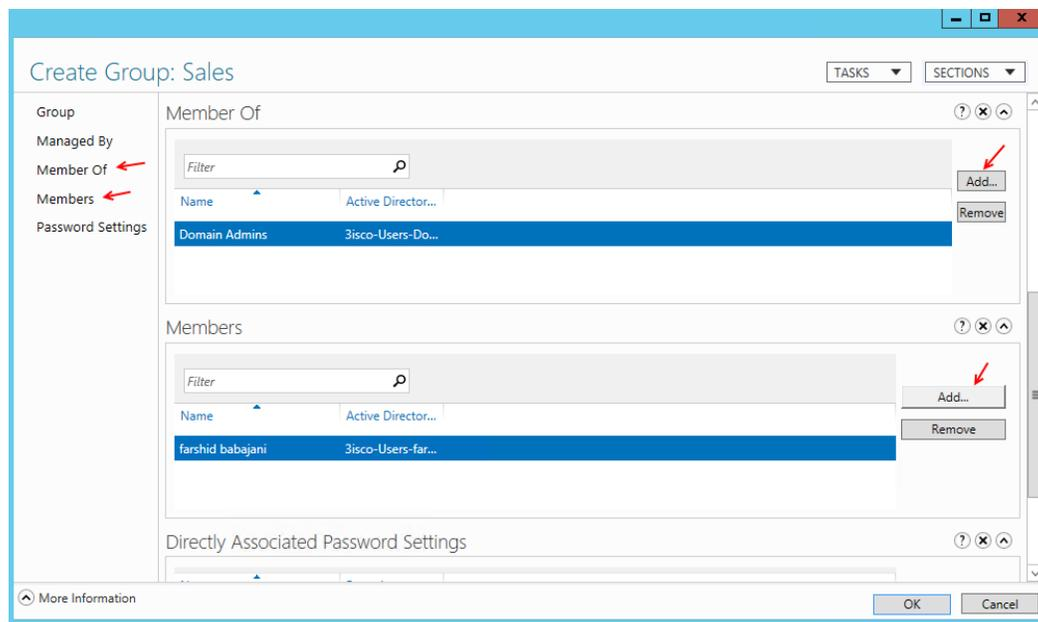 Create Group: Sales
TASKS
SECTIONS
Group
Managed By
Member Of
Members
Password Settings
Member Of
Filter
Add...
Name Active Director...
Remove
Domain Admins 3isco-Users-Do...
Members
Filter
Add...
Name Active Director...
Remove
farshid babajani 3isco-Users-far...
Directly Associated Password Settings
More Information
OK
Cancel